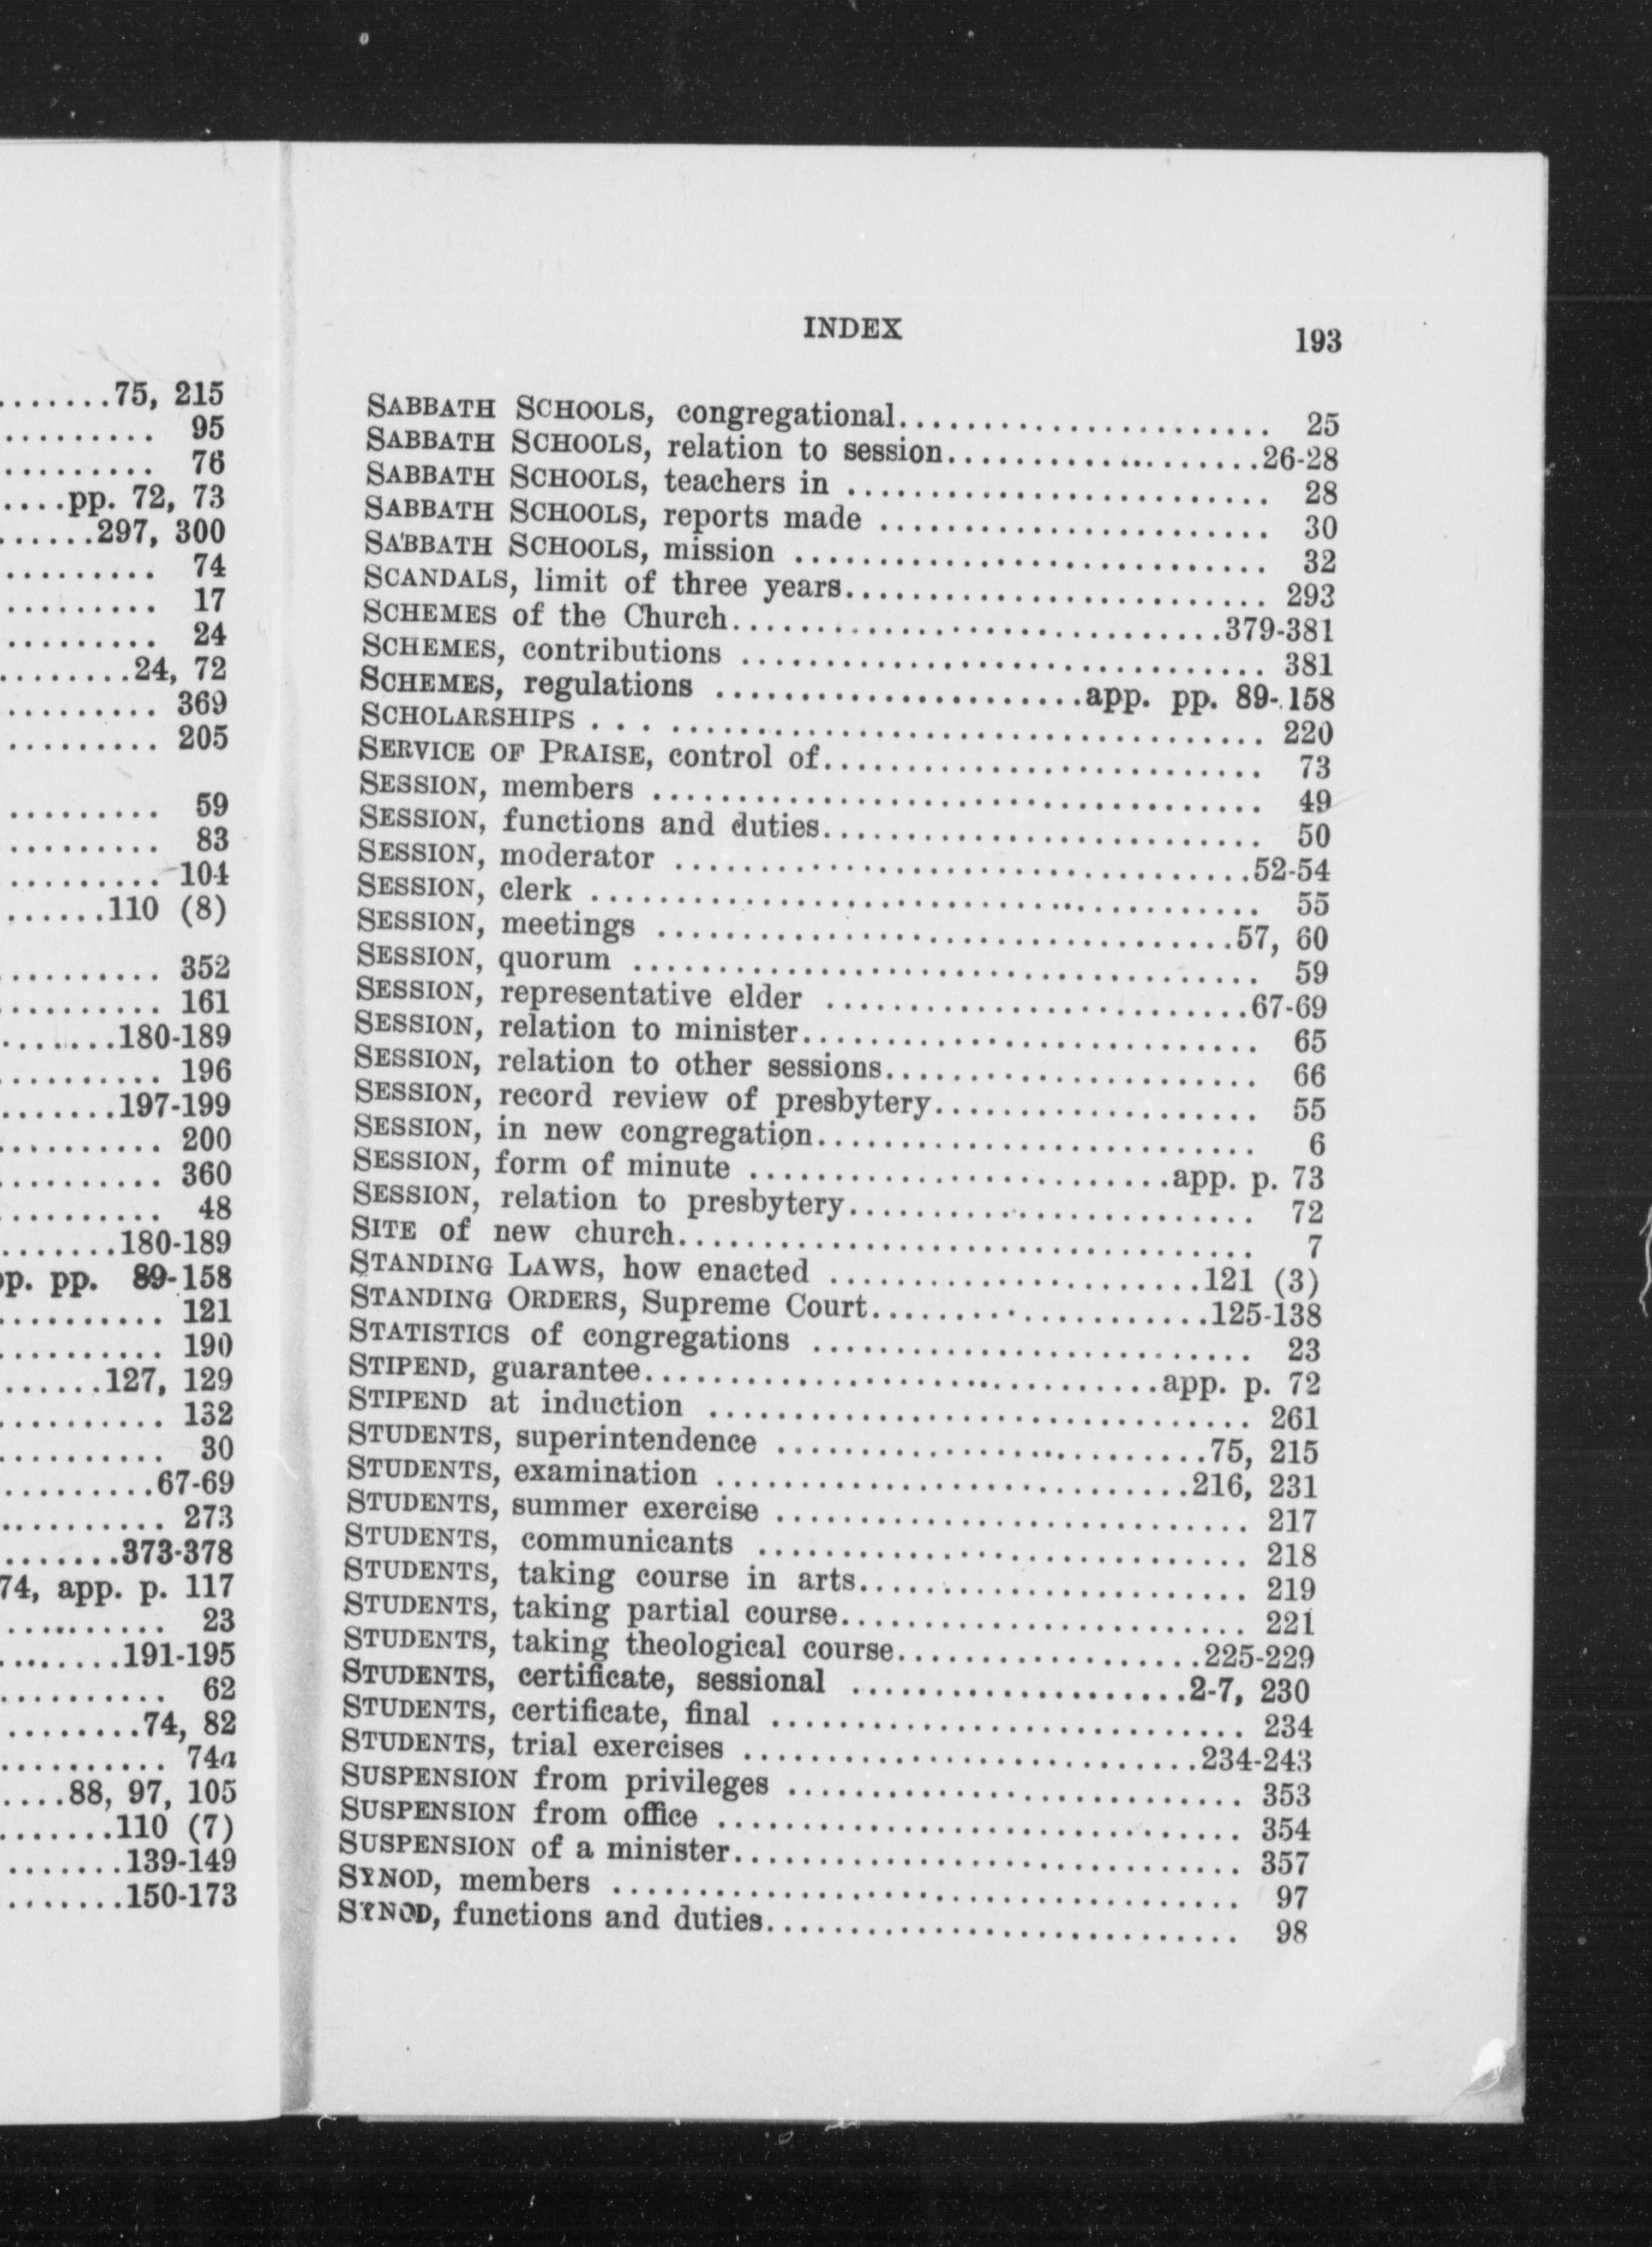 .......75, 215
......... 95
......... 76
....pp. 72, 73
......297, 300
......... 74
......... 17
......... 24
........24, 72
......... 369
......... 205
......... 59
......... 83
......... 104
......110 (8)
.......... 352
.......... 161
.......180-189
.......... 196
.......197-199
.......... 200
.......... 360
.......... 48
.......180-189
pp. pp. 89-158
.......... 121
.......... 190
......127, 129
.......... 132
.......... 30
.........67-69
.......... 273
.......373-378
74, app. p. 117
.......... 23
........191-195
.......... 62
........74, 82
.......... 74a
....88, 97, 105
.......110 (7)
.......139-149
.......150-173
INDEX 193
SABBATH SCHOOLS, congregational...................... 25
SABBATH SCHOOLS, relation to session...................26-28
SABBATH SCHOOLS, teachers in ......................... 28
SABBATH SCHOOLS, reports made ....................... 30
SABBATH SCHOOLS, mission ............................ 32
SCANDALS, limit of three years......................... 293
SCHEMES of the Church.............................379-381
SCHEMES, contributions ............................... 381
SCHEMES, regulations ......................app. pp. 89-158
SCHOLARSHIPS . . . ................................... 220
SERVICE OF PRAISE, control of.......................... 73
SESSION, members .................................... 49
SESSION, functions and duties.......................... 50
SESSION, moderator ..................................52-54
SESSION, clerk ........................................ 55
SESSION, meetings ..................................57, 60
SESSION, quorum ..................................... 59
SESSION, representative elder .........................67-69
SESSION, relation to minister........................... 65
SESSION, relation to other sessions...................... 66
SESSION, record review of presbytery................... 55
SESSION, in new congregation.......................... 6
SESSION, form of minute .........................app. p. 73
SESSION, relation to presbytery........................ 72
SITE of new church.................................. 7
STANDING LAWS, how enacted ......................121 (3)
STANDING ORDERS, Supreme Court....................125-138
STATISTICS of congregations .......................... 23
STIPEND, guarantee..............................app. p. 72
STIPEND at induction ................................ 261
STUDENTS, superintendence .........................75, 215
STUDENTS, examination ............................216, 231
STUDENTS, summer exercise ............................ 217
STUDENTS, communicants ............................. 218
STUDENTS, taking course in arts....................... 219
STUDENTS, taking partial course........................ 221
STUDENTS, taking theological course..................225-229
STUDENTS, certificate, sessional ....................2-7, 230
STUDENTS, certificate, final ............................ 234
STUDENTS, trial exercises ...........................234-243
SUSPENSION from privileges ........................... 353
SUSPENSION from office ............................... 354
SUSPENSION of a minister.............................. 357
SYNOD, members ..................................... 97
SYNOD, functions and duties............................ 98